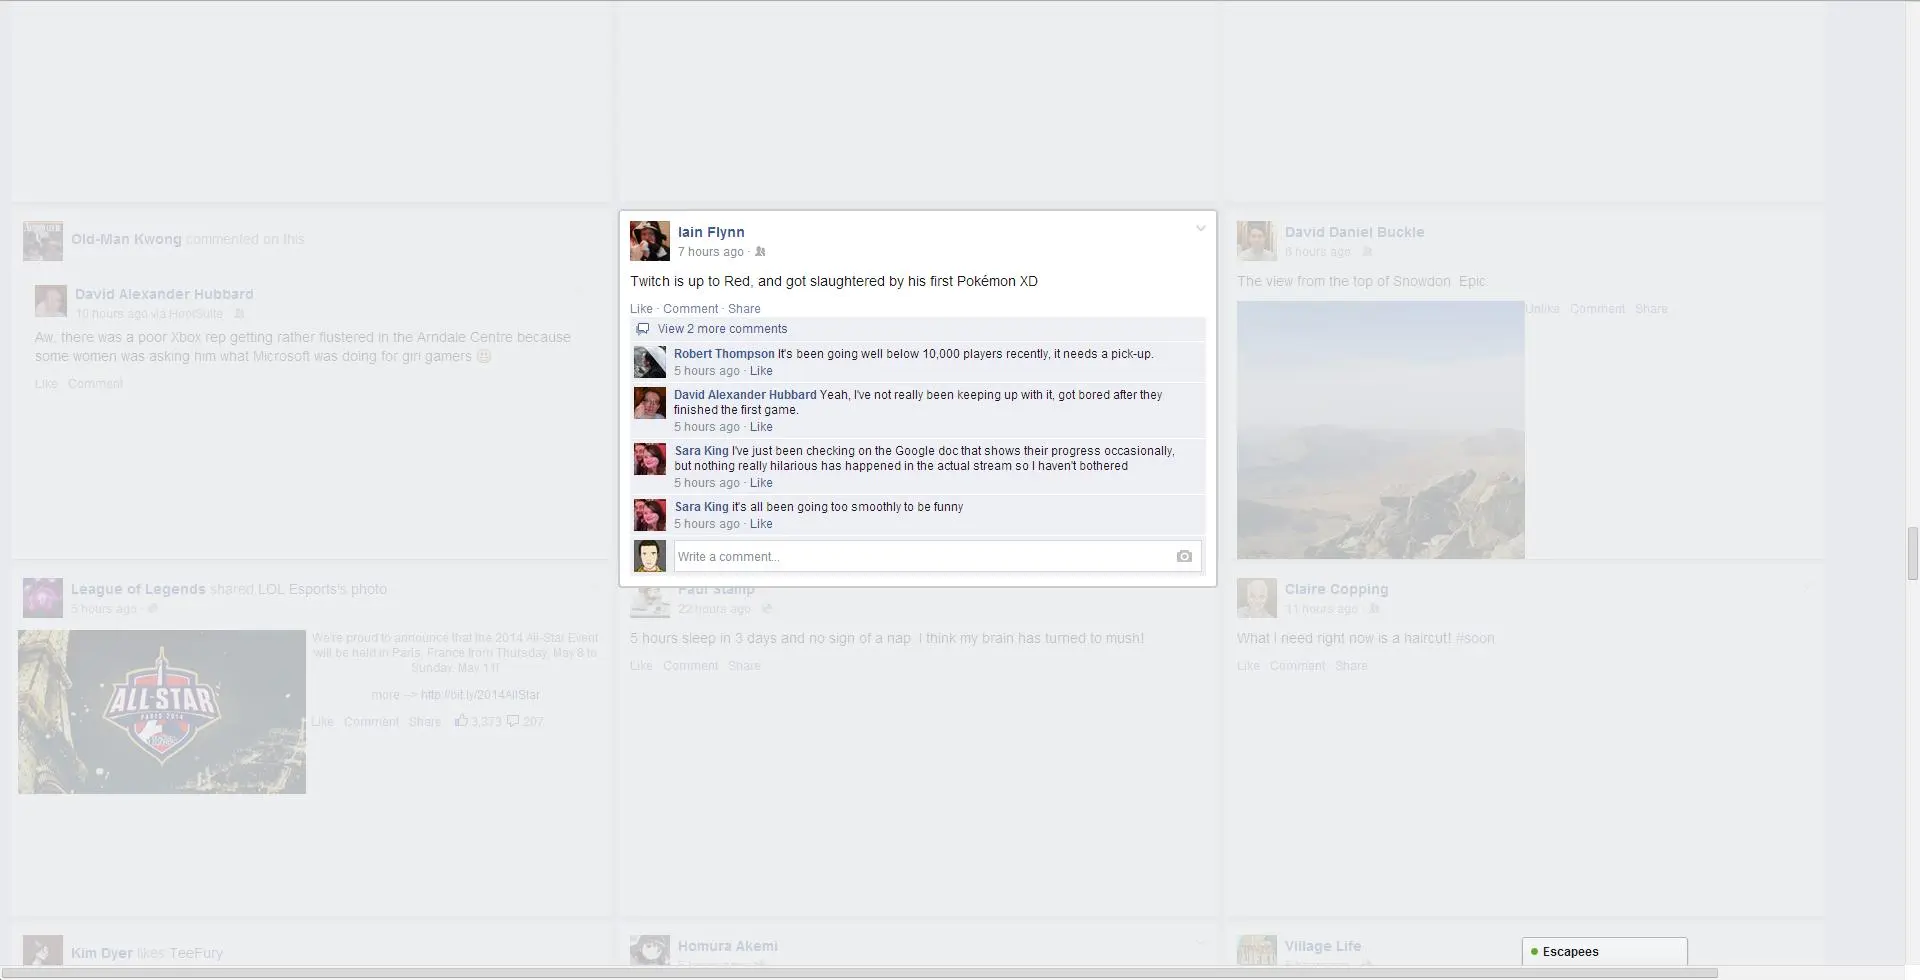 Old-Man Kwong commented on this
David Alexander Hubbard
10 hours ago via HootSuite
Aw, there was a poor Xbox rep getting rather flustered in the Arndale Centre because
some women was asking him what Microsoft was doing for girl gamers
Like Comment
Iain Flynn
7 hours ago ·
Twitch is up to Red, and got slaughtered by his first Pokémon XD
Like · Comment · Share
View 2 more comments
Robert Thompson It's been going well below 10,000 players recently, it needs a pick-up.
5 hours ago · Like
David Alexander Hubbard Yeah, I've not really been keeping up with it, got bored after they
finished the first game.
5 hours ago · Like
Sara King I've just been checking on the Google doc that shows their progress occasionally,
but nothing really hilarious has happened in the actual stream so I haven't bothered
5 hours ago · Like
Sara King it's all been going too smoothly to be funny
5 hours ago · Like
Write a comment...
David Daniel Buckle
hours ago
The view from the top of Snowdon. Epic.
Unlike Comment Share
League of Legends shared LOL Esports's photo
5 hours ago ·
ALL-STAR
PARIS 2014
We're proud to announce that the 2014 All-Star Event
will be held in Paris, France from Thursday, May 8 to
Sunday, May 11!
more --> http://bit.ly/2014AllStar
Like Comment Share 3,373 207
Paul Stamp
22 hours ago
5 hours sleep in 3 days and no sign of a nap. I think my brain has turned to mush!
Like Comment Share
Claire Copping
11 hours ago ·
What I need right now is a haircut! #soon
Like Comment Share
Kim Dyer likes TeeFury
Homura Akemi
Village Life
Escapees